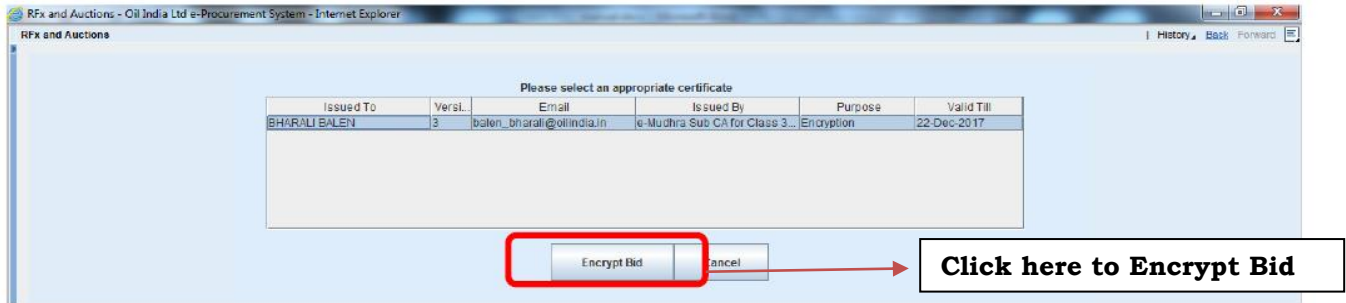 RFx and Auctions - Oil India Ltd e-Procurement System - Internet Explorer
RFx and Auctions
History Back Forward
Please select an appropriate certificate
Issued To Versi... Email Issued By Purpose Valid Till
BHARALI BALEN 3 balen_bharali@oilindia.in e-Mudhra Sub CA for Class 3... Encryption 22-Dec-2017
Encrypt Bid Cancel
Click here to Encrypt Bid